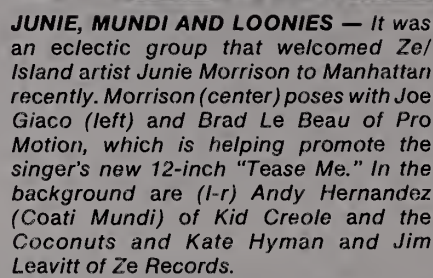 JUNIE, MUNDI AND LOONIES — It was
an eclectic group that welcomed Ze/
Island artist Junie Morrison to Manhattan
recently. Morrison (center) poses with Joe
Giaco (left) and Brad Le Beau of Pro
Motion, which is helping promote the
singer's new 12-inch "Tease Me." In the
background are (l-r) Andy Hernandez
(Coati Mundi) of Kid Creole and the
Coconuts and Kate Hyman and Jim
Leavitt of Ze Records.